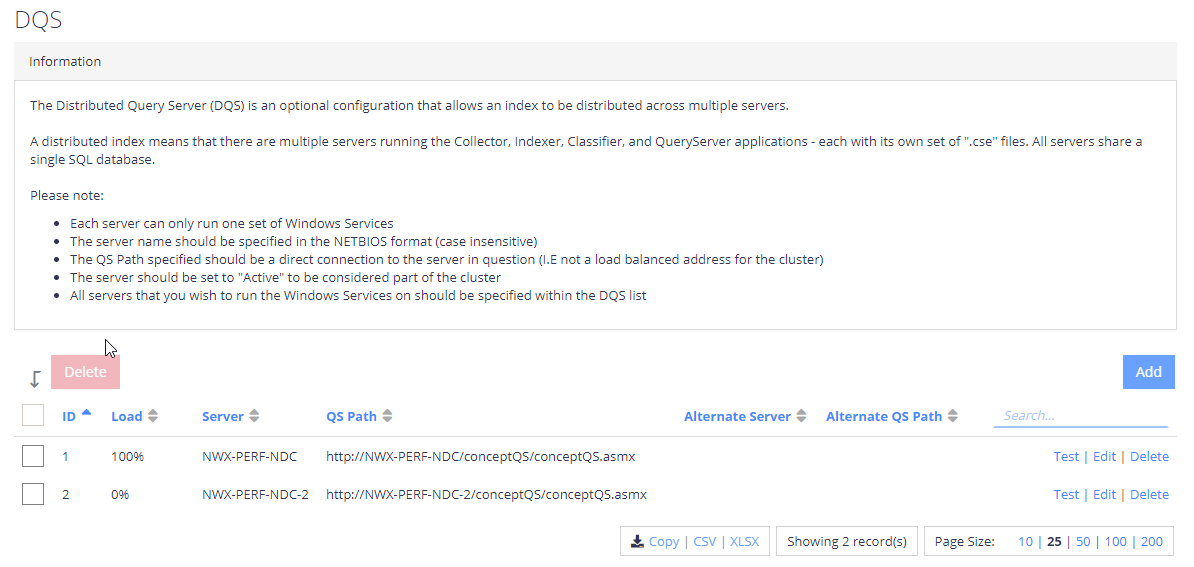 DQS
Information
The Distributed Query Server (DQS) is an optional configuration that allows an index to be distributed across multiple servers.
A distributed index means that there are multiple servers running the Collector, Indexer, Classifier, and QueryServer applications - each with its own set of ".cse" files. All servers share a
single SQL database.
Please note:
• Each server can only run one set of Windows Services
• The server name should be specified in the NETBIOS format (case insensitive)
• The QS Path specified should be a direct connection to the server in question (I.E not a load balanced address for the cluster)
• The server should be set to "Active" to be considered part of the cluster
• All servers that you wish to run the Windows Services on should be specified within the DQS list
Delete Add
ID Load Server QS Path Alternate Server Alternate QS Path Search...
1 100% NWX-PERF-NDC http://NWX-PERF-NDC/conceptQS/conceptQS.asmx Test | Edit | Delete
2 0% NWX-PERF-NDC-2 http://NWX-PERF-NDC-2/conceptQS/conceptQS.asmx Test | Edit | Delete
Copy | CSV | XLSX Showing 2 record(s) Page Size: 10 | 25 | 50 | 100 | 200